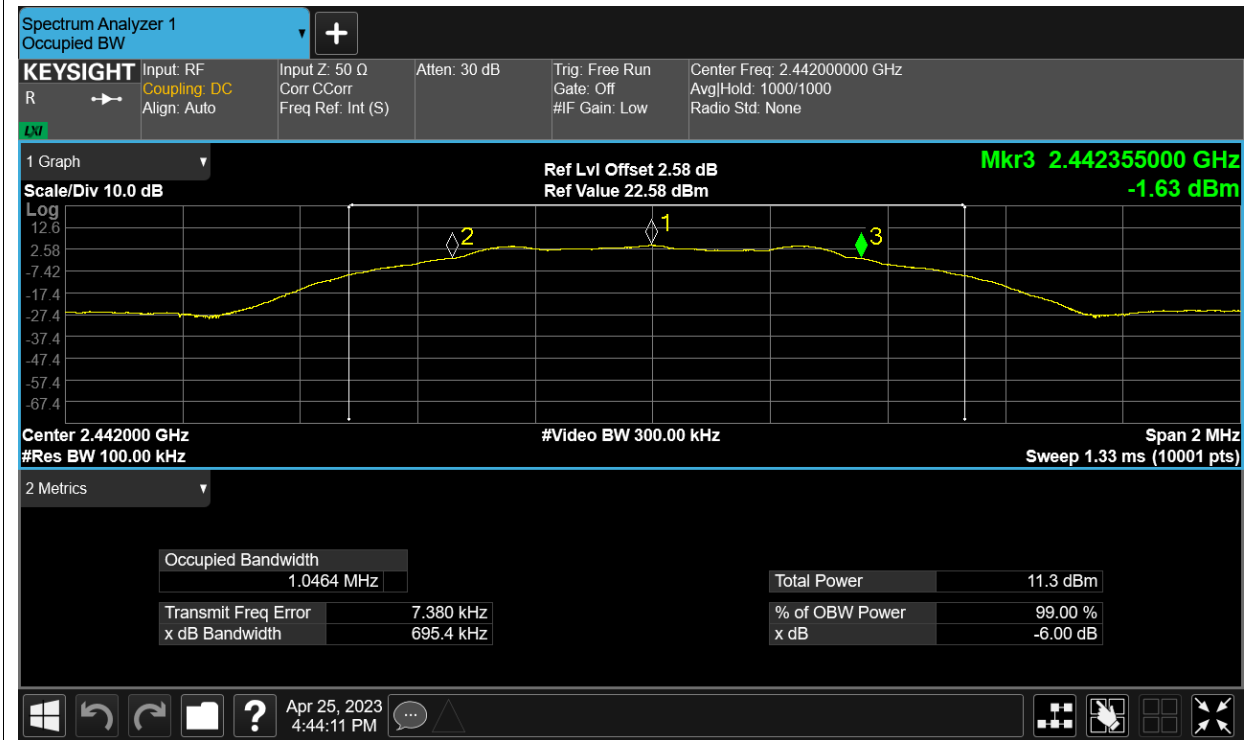 Spectrum Analyzer 1
Occupied BW
KEYSIGHT
R
LXI
Input: RF
Coupling: DC
Align: Auto
Input Z: 50 Ω
Corr CCorr
Freq Ref: Int (S)
Atten: 30 dB
Trig: Free Run
Gate: Off
#IF Gain: Low
Center Freq: 2.442000000 GHz
Avg|Hold: 1000/1000
Radio Std: None
1 Graph
Scale/Div 10.0 dB
Ref Lvl Offset 2.58 dB
Ref Value 22.58 dBm
Mkr3 2.442355000 GHz
-1.63 dBm
Log
12.6
2.58
-7.42
-17.4
-27.4
-37.4
-47.4
-57.4
-67.4
2
1
3
Center 2.442000 GHz
#Res BW 100.00 kHz
#Video BW 300.00 kHz
Span 2 MHz
Sweep 1.33 ms (10001 pts)
2 Metrics
Occupied Bandwidth
1.0464 MHz
Transmit Freq Error 7.380 kHz
x dB Bandwidth 695.4 kHz
Total Power 11.3 dBm
% of OBW Power 99.00 %
x dB -6.00 dB
?
Apr 25, 2023
4:44:11 PM